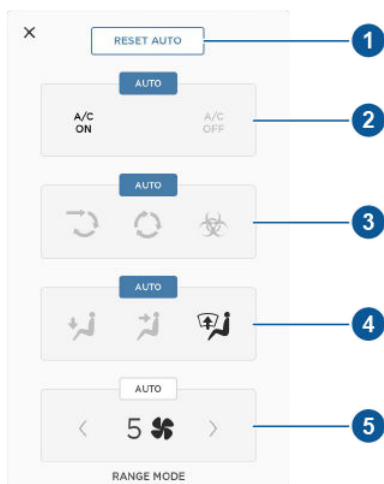 RESET AUTO
1
AUTO
A/C A/C
ON OFF
2
AUTO
3
AUTO
4
AUTO
5
5
RANGE MODE